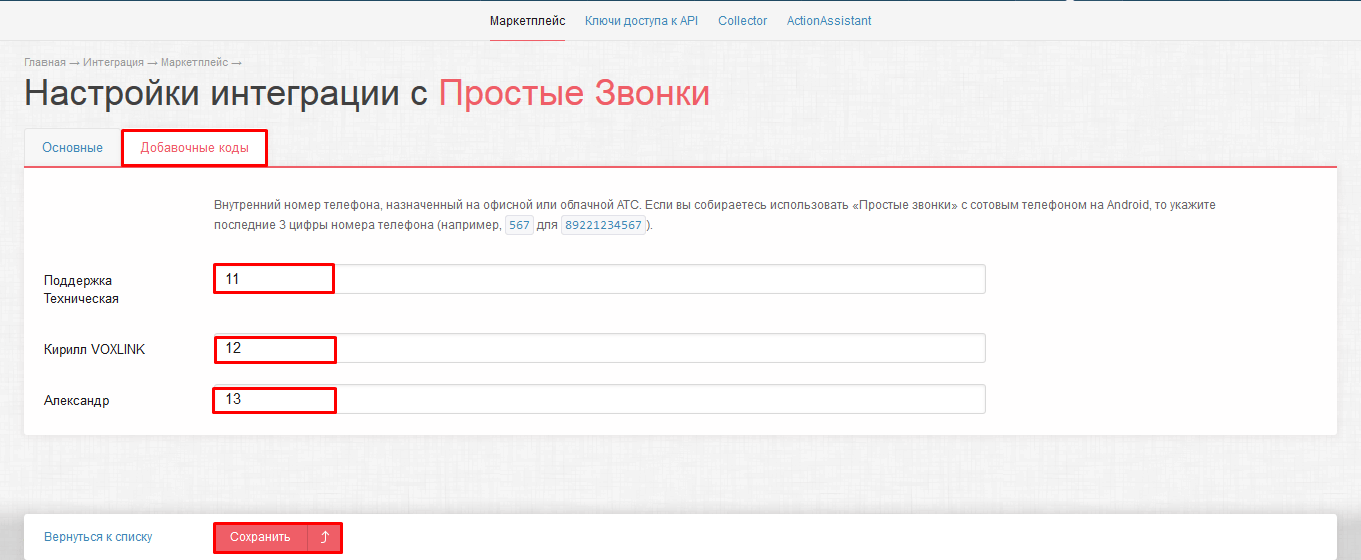 Маркетплейс Ключи доступа к API Collector ActionAssistant
Главная → Интеграция → Маркетплейс →
Настройки интеграции с Простые Звонки
Основные Добавочные коды
Внутренний номер телефона, назначенный на офисной или облачной АТС. Если вы собираетесь использовать «Простые звонки» с сотовым телефоном на Android, то укажите
последние 3 цифры номера телефона (например, 567 для 89221234567).
Поддержка 11
Техническая
Кирилл VOXLINK 12
Александр 13
Вернуться к списку Сохранить